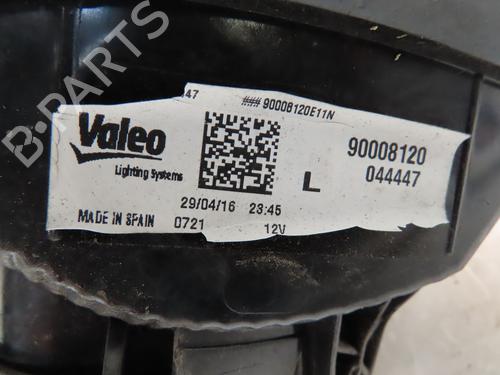 47 ### 90008120E11N
Valeo
Lighting Systems
L
90008120
044447
29/04/16 23:45
MADE IN SPAIN 0721 12V
B-PARTS